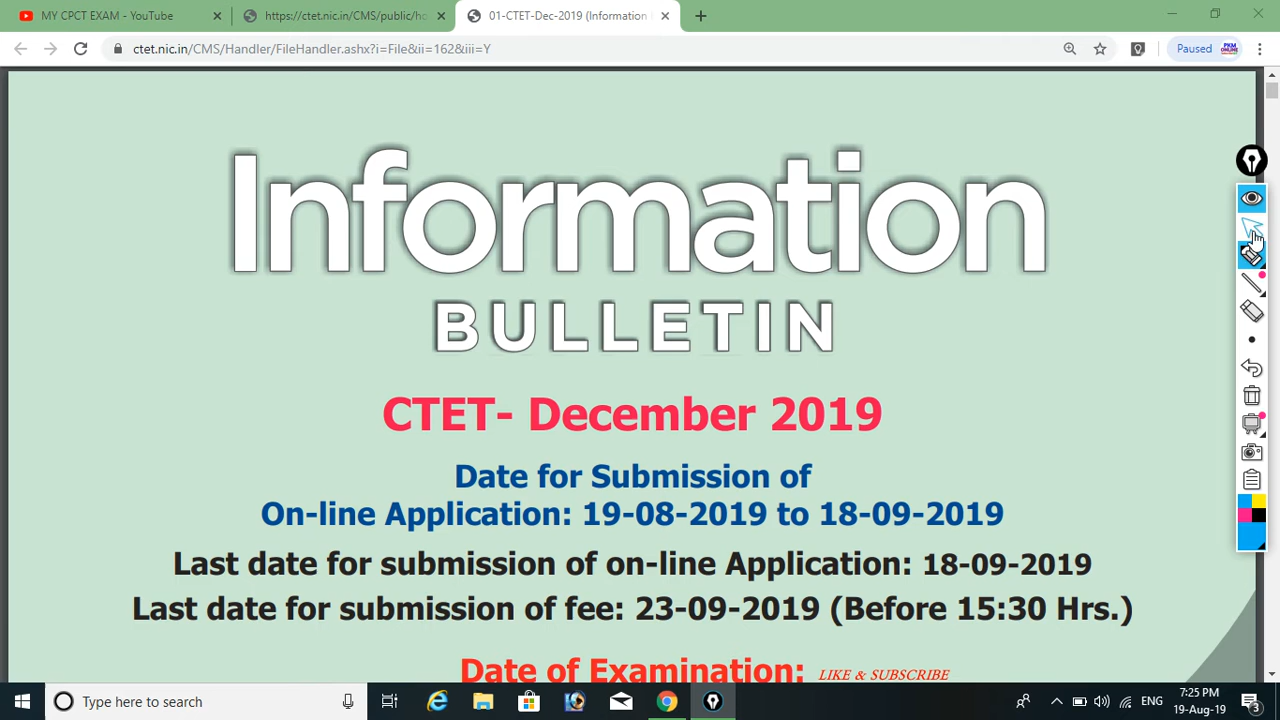 MY CPCT EXAM - YouTube
https://ctet.nic.in/CMS/public/ho
01-CTET-Dec-2019 (Information
ctet.nic.in/CMS/Handler/FileHandler.ashx?i=File&ii=162&iii=Y
Paused
PKM
ONLINE
Information
BULLETIN
CTET- December 2019
Date for Submission of
On-line Application: 19-08-2019 to 18-09-2019
Last date for submission of on-line Application: 18-09-2019
Last date for submission of fee: 23-09-2019 (Before 15:30 Hrs.)
Date of Examination:
LIKE & SUBSCRIBE
Type here to search
ENG
7:25 PM
19-Aug-19
3